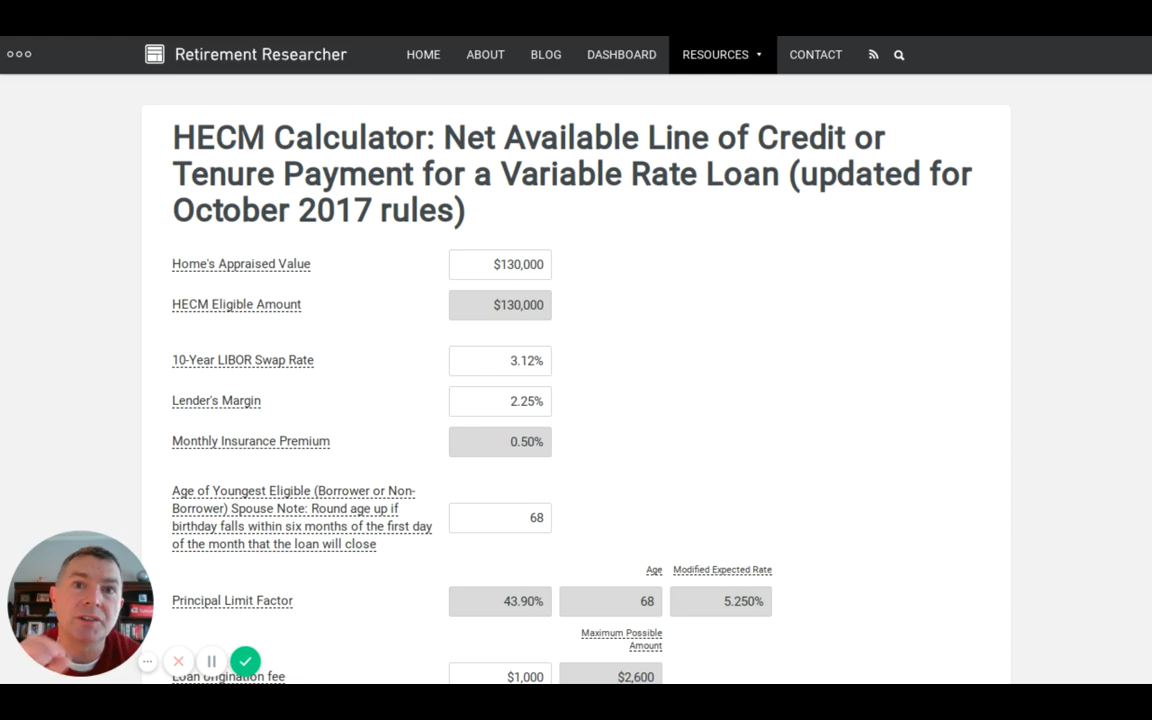 Retirement Researcher HOME ABOUT BLOG DASHBOARD RESOURCES CONTACT
HECM Calculator: Net Available Line of Credit or
Tenure Payment for a Variable Rate Loan (updated for
October 2017 rules)
Home's Appraised Value $130,000
HECM Eligible Amount $130,000
10-Year LIBOR Swap Rate 3.12%
Lender's Margin 2.25%
Monthly Insurance Premium 0.50%
Age of Youngest Eligible (Borrower or Non-
Borrower) Spouse Note: Round age up if
birthday falls within six months of the first day
of the month that the loan will close
68
Age Modified Expected Rate
Principal Limit Factor 43.90% 68 5.250%
Maximum Possible
Amount
Loan origination fee $1,000 $2,600